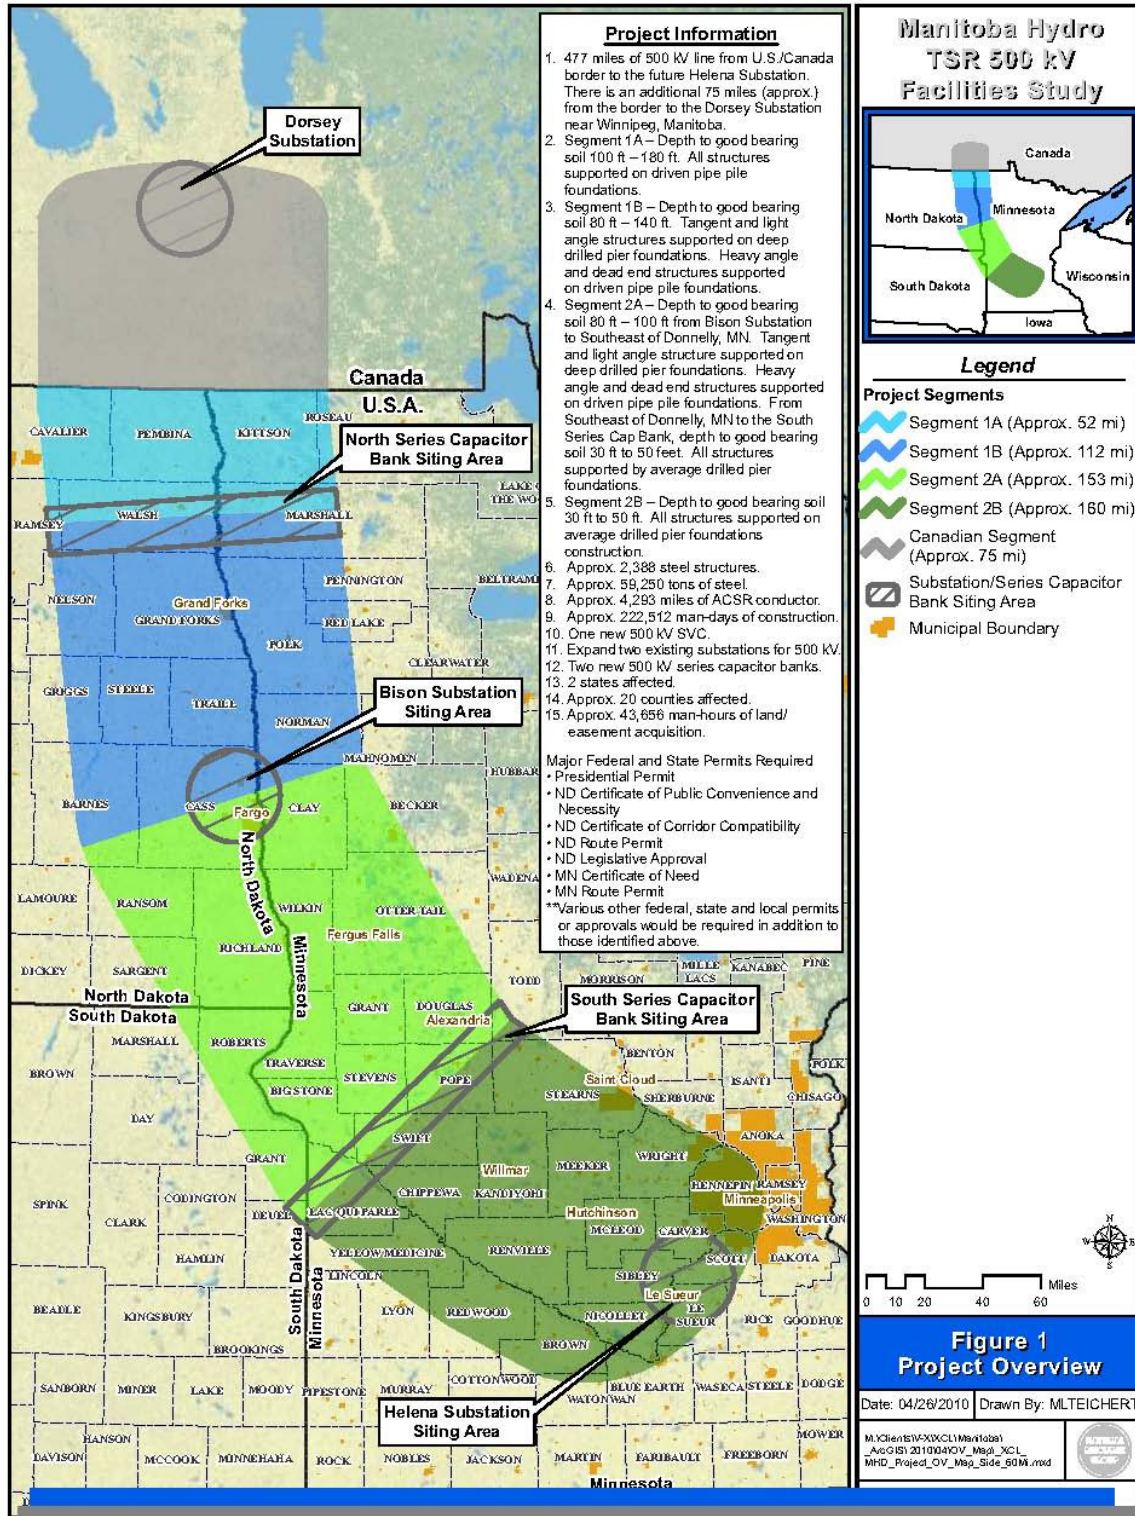 Project Information
1. 477 miles of 500 kV line from U.S./Canada
border to the future Helena Substation.
There is an additional 75 miles (approx.)
from the border to the Dorsey Substation
near Winnipeg, Manitoba.
2. Segment 1A – Depth to good bearing
soil 100 ft – 180 ft. All structures
supported on driven pipe pile
foundations.
3. Segment 1B – Depth to good bearing
soil 80 ft – 140 ft. Tangent and light
angle structures supported on deep
drilled pier foundations. Heavy angle
and dead end structures supported
on driven pipe pile foundations.
4. Segment 2A – Depth to good bearing
soil 80 ft – 100 ft from Bison Substation
to Southeast of Donnelly, MN. Tangent
and light angle structure supported on
deep drilled pier foundations. Heavy
angle and dead end structures supported
on driven pipe pile foundations. From
Southeast of Donnelly, MN to the South
Series Cap Bank, depth to good bearing
soil 30 ft to 50 feet. All structures
supported by average drilled pier
foundations.
5. Segment 2B – Depth to good bearing soil
30 ft to 50 ft. All structures supported on
average drilled pier foundations
construction.
6. Approx. 2,388 steel structures.
7. Approx. 59,250 tons of steel.
8. Approx. 4,293 miles of ACSR conductor.
9. Approx. 222,512 man-days of construction.
10. One new 500 kV SVC.
11. Expand two existing substations for 500 kV.
12. Two new 500 kV series capacitor banks.
13. 2 states affected.
14. Approx. 20 counties affected.
15. Approx. 43,656 man-hours of land/
easement acquisition.
Major Federal and State Permits Required
• Presidential Permit
• ND Certificate of Public Convenience and
Necessity
• ND Certificate of Corridor Compatibility
• ND Route Permit
• ND Legislative Approval
• MN Certificate of Need
• MN Route Permit
**Various other federal, state and local permits
or approvals would be required in addition to
those identified above.
Dorsey
Substation
Canada
U.S.A.
ROSEAU
CAVALIER PEMBINA KITTSON
North Series Capacitor
Bank Siting Area
LAKE O
THE WO
RAMSEY WALSH MARSHALL
PENNINGTON
BELTRAM
NELSON
Grand Forks
GRAND FORKS
RED LAKE
POLK
CLEARWATER
GRIGGS STEELE
TRAILL
NORMAN
Bison Substation
Siting Area
MAHNOMEN
HUBBAR
BARNES CASS CLAY BECKER
Fargo
North Dakota
Minnesota
WADENA
LAMOURE RANSOM WILKIN OTTER TAIL
Fergus Falls
RICHLAND
DICKEY SARGENT
TODD MORRISON MILLE
LACS KANABEC PINE
North Dakota
South Dakota
GRANT DOUGLAS
Alexandria
South Series Capacitor
Bank Siting Area
MARSHALL ROBERTS
BROWN
TRAVERSE
STEVENS
BIG STONE
POPE
BENTON
POLK
Saint Cloud
ISANTI
STEARNS SHERBURNE
CHISAGO
DAY
ANOKA
SWIFT
GRANT
WRIGHT
Willmar
MEEKER
HENNEPIN RAMSEY
Minneapolis
CHIPPEWA KANDIYOHI
SPINK
CODINGTON
CLARK
DEUEL
LAC QUI PARLE
Hutchinson
MCLEOD
CARVER
WASHINGTON
HAMLIN
YELLOW MEDICINE
RENVILLE
SCOTT
DAKOTA
LINCOLN
SIBLEY
Le Sueur
South Dakota
Minnesota
BEADLE KINGSBURY
LYON REDWOOD
NICOLLET
LE
SUEUR
RICE GOODHUE
BROOKINGS
BROWN
SANBORN MINER LAKE MOODY PIPESTONE MURRAY
COTTONWOOD
WATONWAN
BLUE EARTH WASECA STEELE DODGE
Helena Substation
Siting Area
HANSON
DAVISON MCCOOK MINNEHAHA ROCK NOBLES JACKSON MARTIN FARIBAULT FREEBORN
MOWER
Minnesota
Manitoba Hydro
TSR 500 kV
Facilities Study
Canada
North Dakota
Minnesota
South Dakota
Wisconsin
Iowa
Legend
Project Segments
Segment 1A (Approx. 52 mi)
Segment 1B (Approx. 112 mi)
Segment 2A (Approx. 153 mi)
Segment 2B (Approx. 160 mi)
Canadian Segment
(Approx. 75 mi)
Substation/Series Capacitor
Bank Siting Area
Municipal Boundary
N
W E
S
Miles
0 10 20 40 60
Figure 1
Project Overview
Date: 04/26/2010 Drawn By: MLTEICHERT